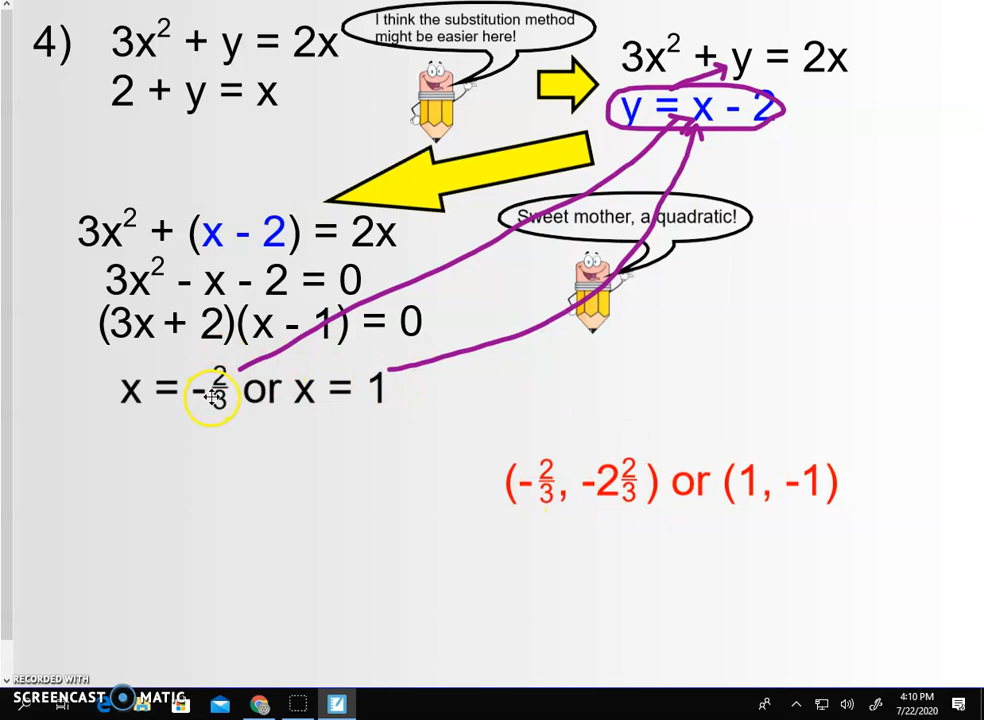 4) 3x² + y = 2x
2 + y = x
I think the substitution method
might be easier here!
3x² + y = 2x
y = x - 2
3x² + (x - 2) = 2x
3x² - x - 2 = 0
(3x + 2)(x - 1) = 0
x = -2/3 or x = 1
Sweet mother, a quadratic!
(-2/3, -2 2/3) or (1, -1)
RECORDED WITH
SCREENCAST MATIC
4:10 PM
7/22/2020